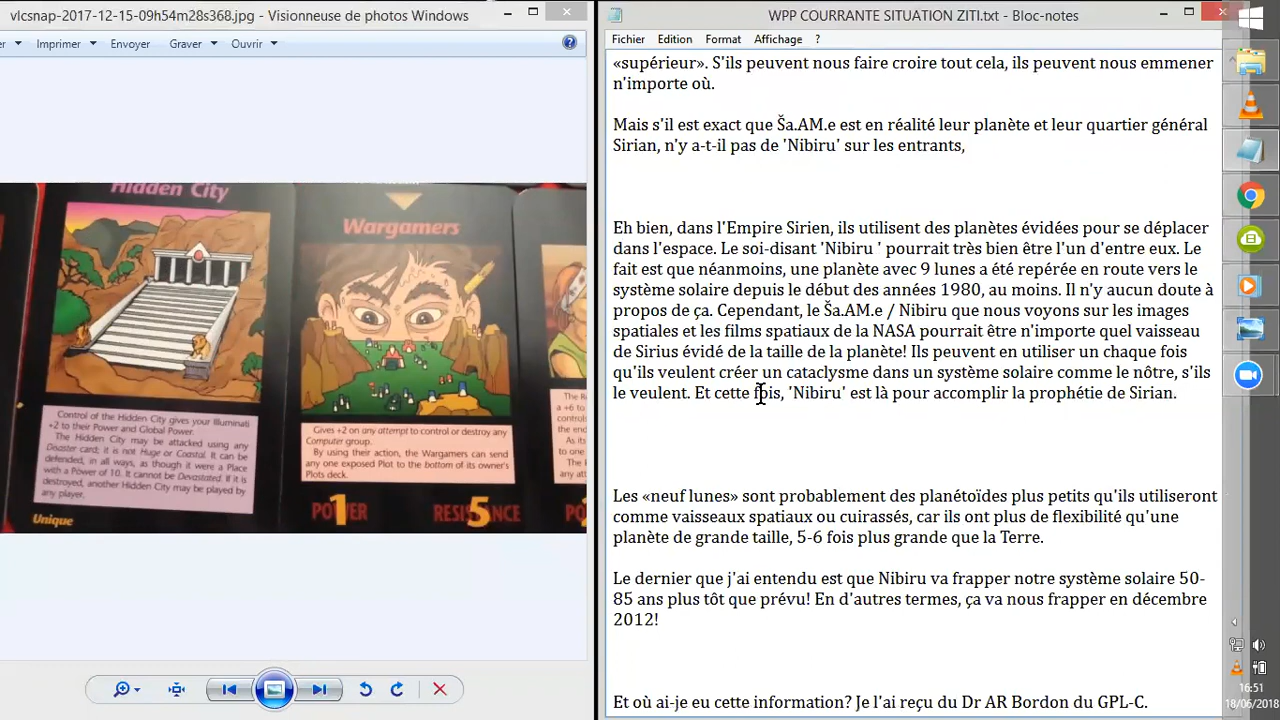 vlcsnap-2017-12-15-09h54m28s368.jpg - Visionneuse de photos Windows
Imprimer Envoyer Graver Ouvrir
Hidden City
Control of the Hidden City gives your Illuminati
+2 to their Power and Global Power.
The Hidden City may be attacked using any
Disaster card; it is not Huge or Coastal. It can be
defended, in all ways, as though it were a Place
with a Power of 10. It cannot be Devastated. If it is
destroyed, another Hidden City may be played by
any player.
Unique
Wargamers
Gives +2 on any attempt to control or destroy any
Computer group.
By using their action, the Wargamers can send
any one exposed Plot to the bottom of its owner's
Plots deck.
POWER 1 RESISTANCE 5
WPP COURRANTE SITUATION ZITI.txt - Bloc-notes
Fichier Edition Format Affichage ?
«supérieur». S'ils peuvent nous faire croire tout cela, ils peuvent nous emmener
n'importe où.
Mais s'il est exact que Ša.AM.e est en réalité leur planète et leur quartier général
Sirian, n'y a-t-il pas de 'Nibiru' sur les entrants,
Eh bien, dans l'Empire Sirien, ils utilisent des planètes évidées pour se déplacer
dans l'espace. Le soi-disant 'Nibiru ' pourrait très bien être l'un d'entre eux. Le
fait est que néanmoins, une planète avec 9 lunes a été repérée en route vers le
système solaire depuis le début des années 1980, au moins. Il n'y aucun doute à
propos de ça. Cependant, le Ša.AM.e / Nibiru que nous voyons sur les images
spatiales et les films spatiaux de la NASA pourrait être n'importe quel vaisseau
de Sirius évidé de la taille de la planète! Ils peuvent en utiliser un chaque fois
qu'ils veulent créer un cataclysme dans un système solaire comme le nôtre, s'ils
le veulent. Et cette fois, 'Nibiru' est là pour accomplir la prophétie de Sirian.
Les «neuf lunes» sont probablement des planétoïdes plus petits qu'ils utiliseront
comme vaisseaux spatiaux ou cuirassés, car ils ont plus de flexibilité qu'une
planète de grande taille, 5-6 fois plus grande que la Terre.
Le dernier que j'ai entendu est que Nibiru va frapper notre système solaire 50-
85 ans plus tôt que prévu! En d'autres termes, ça va nous frapper en décembre
2012!
Et où ai-je eu cette information? Je l'ai reçu du Dr AR Bordon du GPL-C.
16:51
18/06/2018